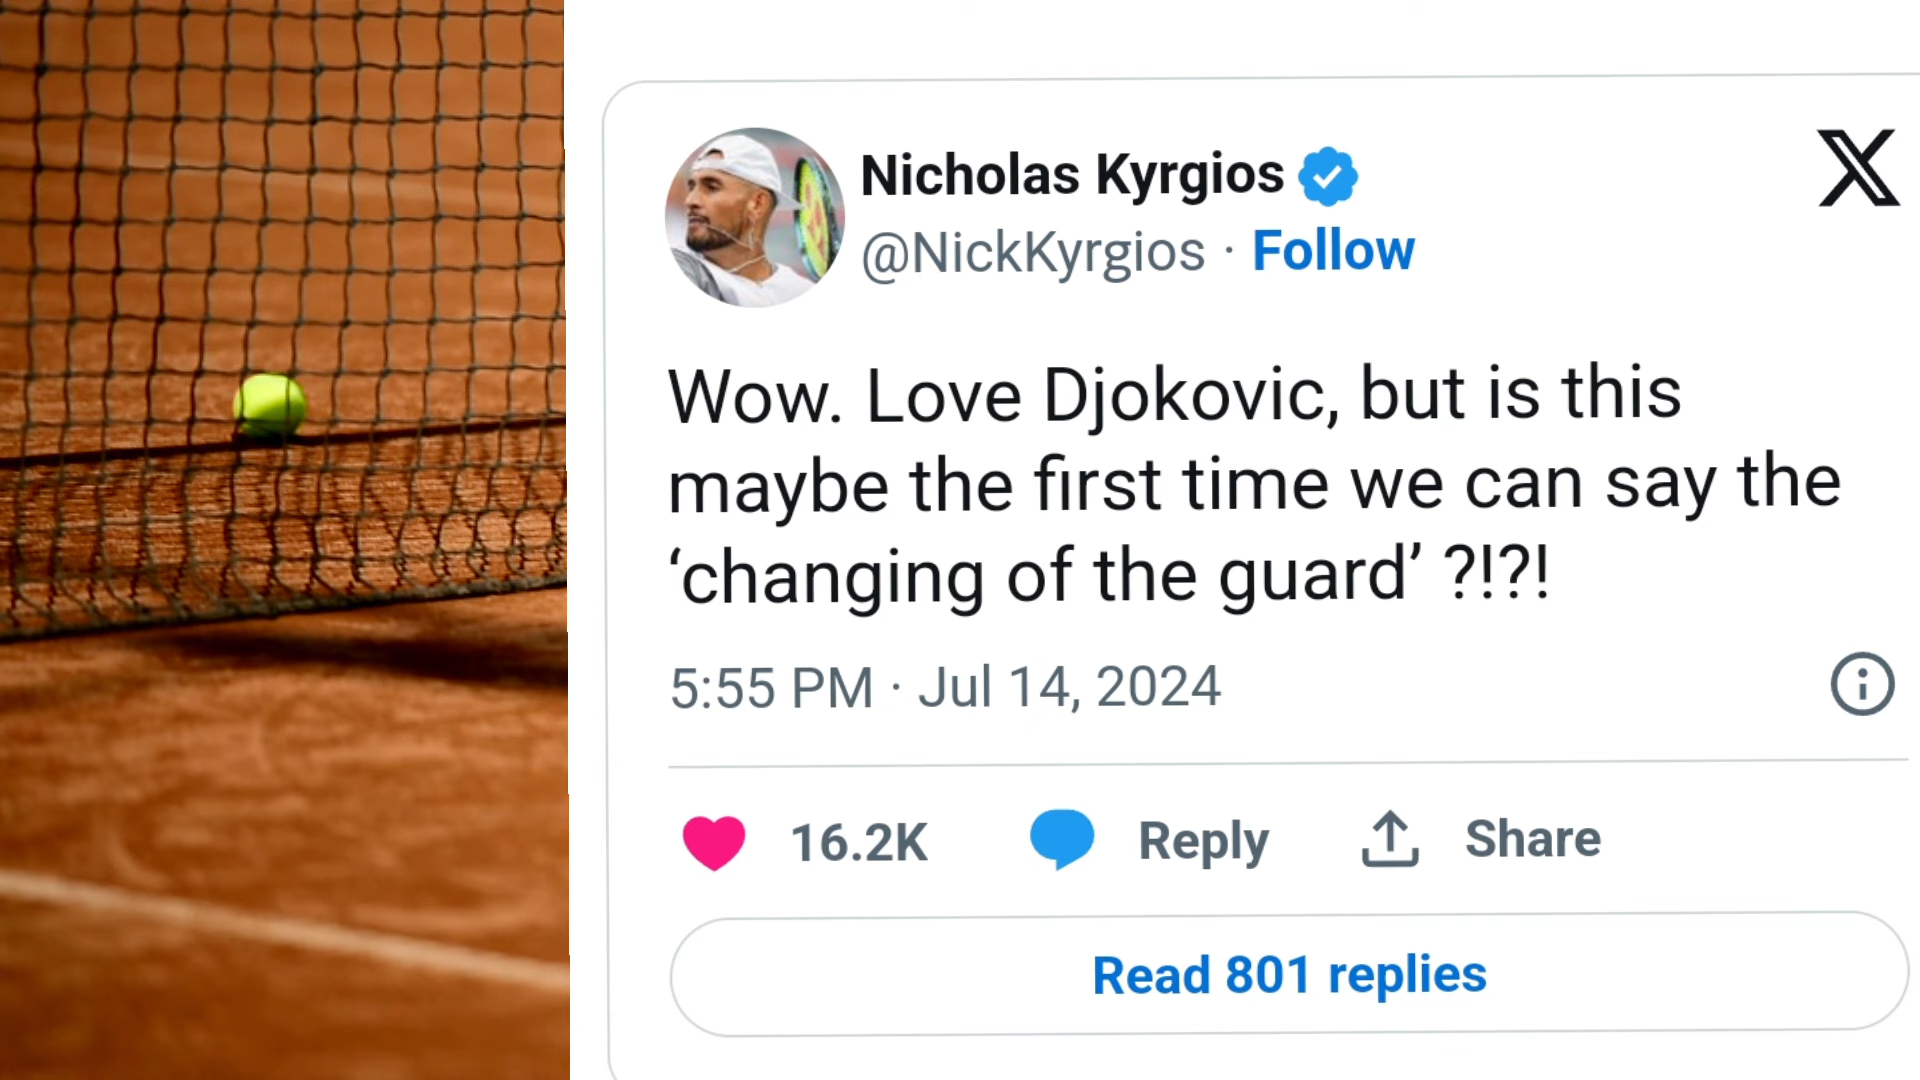 Nicholas Kyrgios
@NickKyrgios · Follow
Wow. Love Djokovic, but is this
maybe the first time we can say the
‘changing of the guard’ ?!?!
5:55 PM · Jul 14, 2024
16.2K Reply Share
Read 801 replies